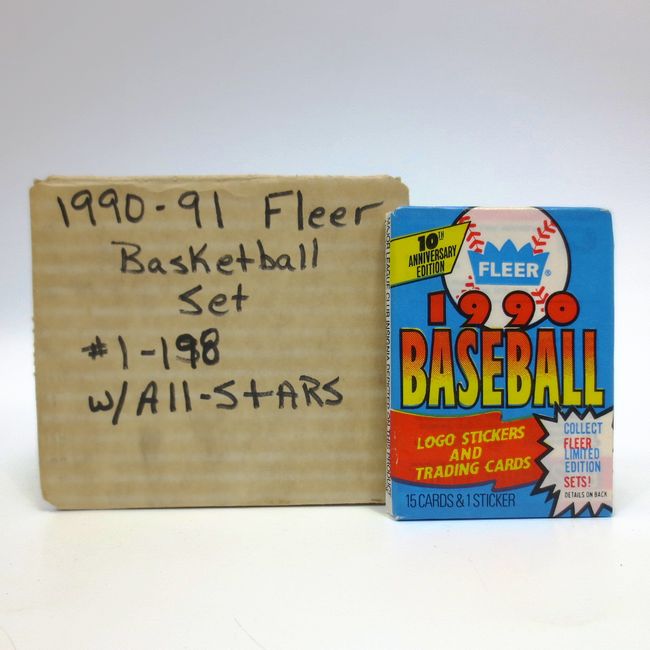 1990-91 Fleer
Basketball
Set
#1-198
w/All-StARS
10TH
ANNIVERSARY
EDITION
FLEER®
1990
BASEBALL
LOGO STICKERS
AND
TRADING CARDS
15 CARDS & 1 STICKER
COLLECT
FLEER
LIMITED
EDITION
SETS!
DETAILS ON BACK